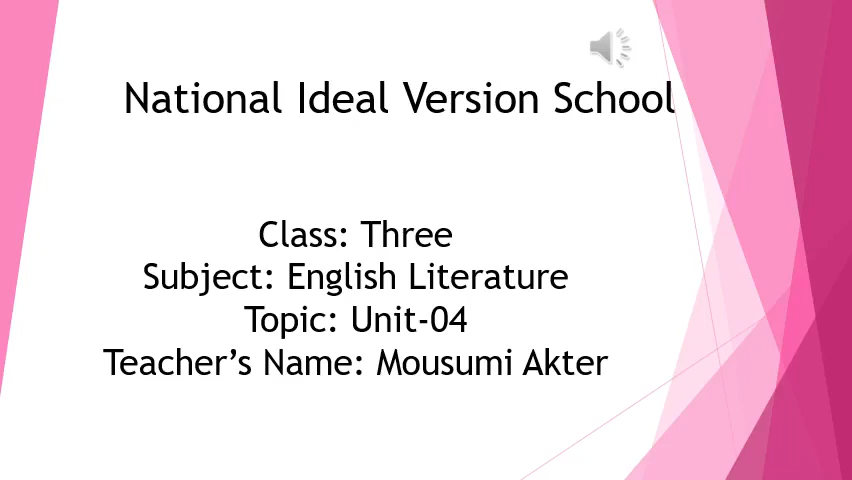 National Ideal Version School
Class: Three
Subject: English Literature
Topic: Unit-04
Teacher’s Name: Mousumi Akter